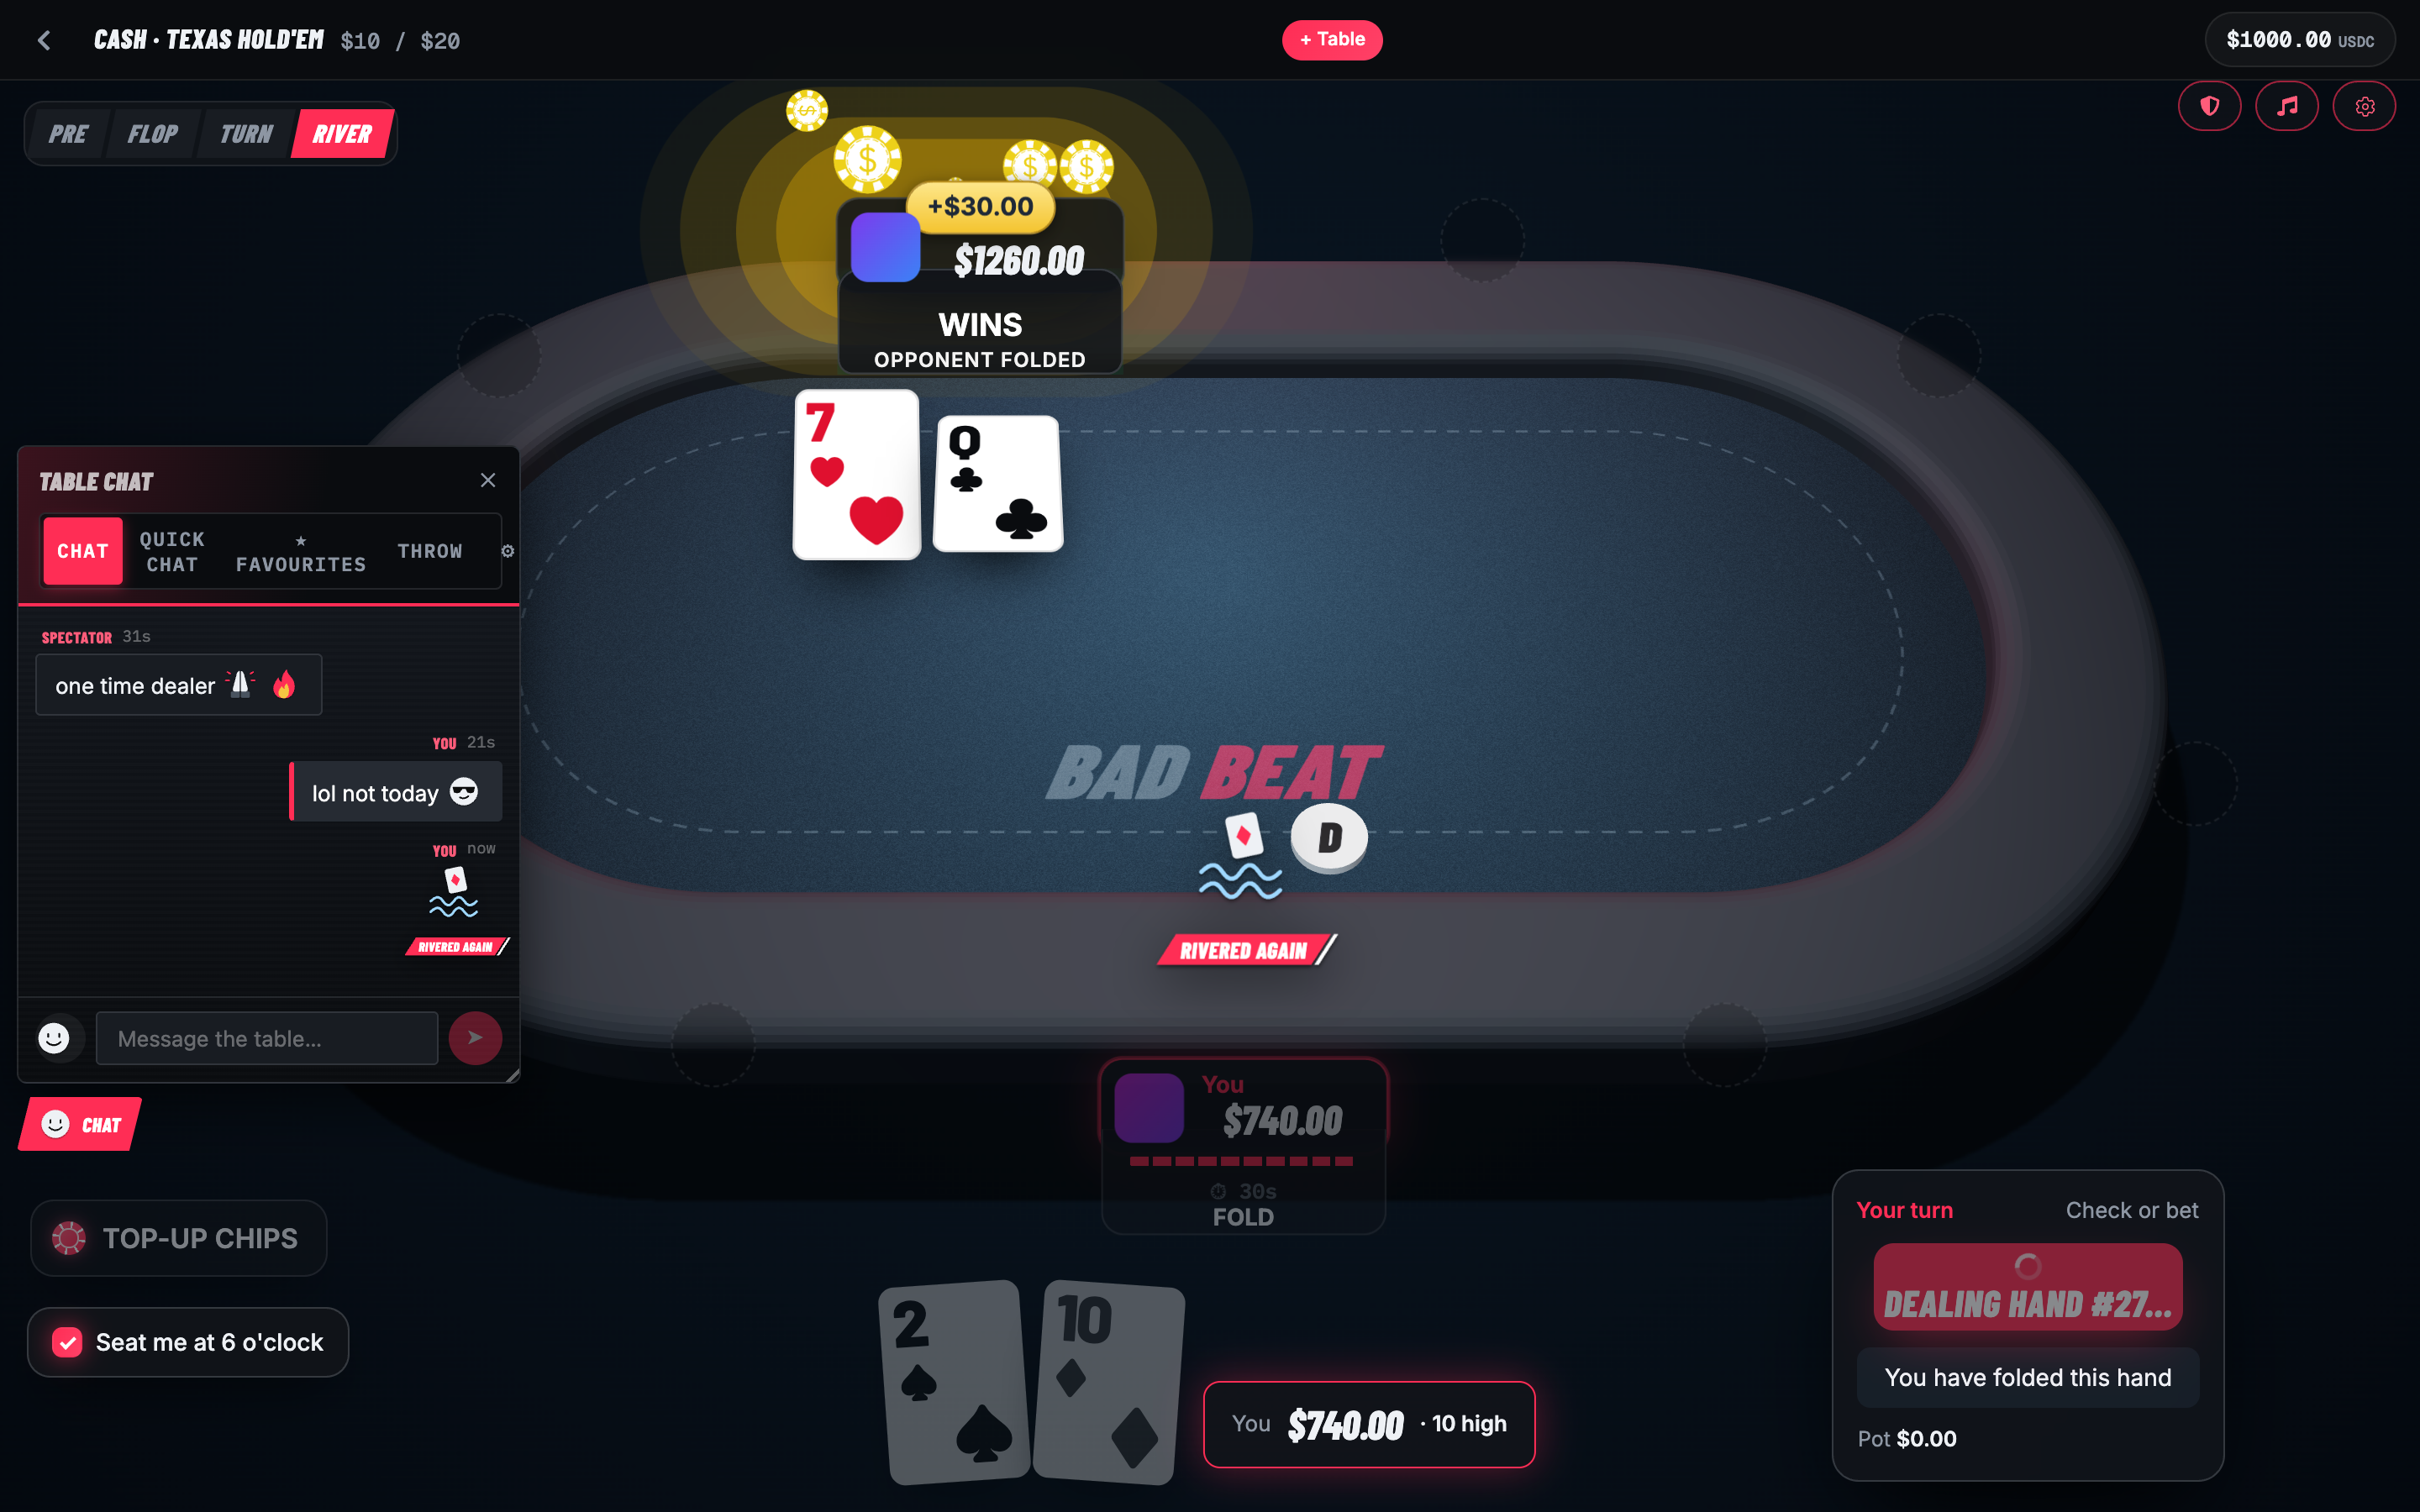 CASH · TEXAS HOLD'EM $10 / $20
+ Table
$1000.00 USDC
PRE FLOP TURN RIVER
+$30.00
$1260.00
WINS
OPPONENT FOLDED
7
Q
TABLE CHAT
CHAT
QUICK
CHAT
★
FAVOURITES
THROW
SPECTATOR 31s
one time dealer
YOU 21s
lol not today
YOU now
RIVERED AGAIN
Message the table...
CHAT
BAD BEAT
D
RIVERED AGAIN
You
$740.00
30s
FOLD
TOP-UP CHIPS
Seat me at 6 o'clock
2
10
You $740.00 · 10 high
Your turn
Check or bet
DEALING HAND #27...
You have folded this hand
Pot $0.00